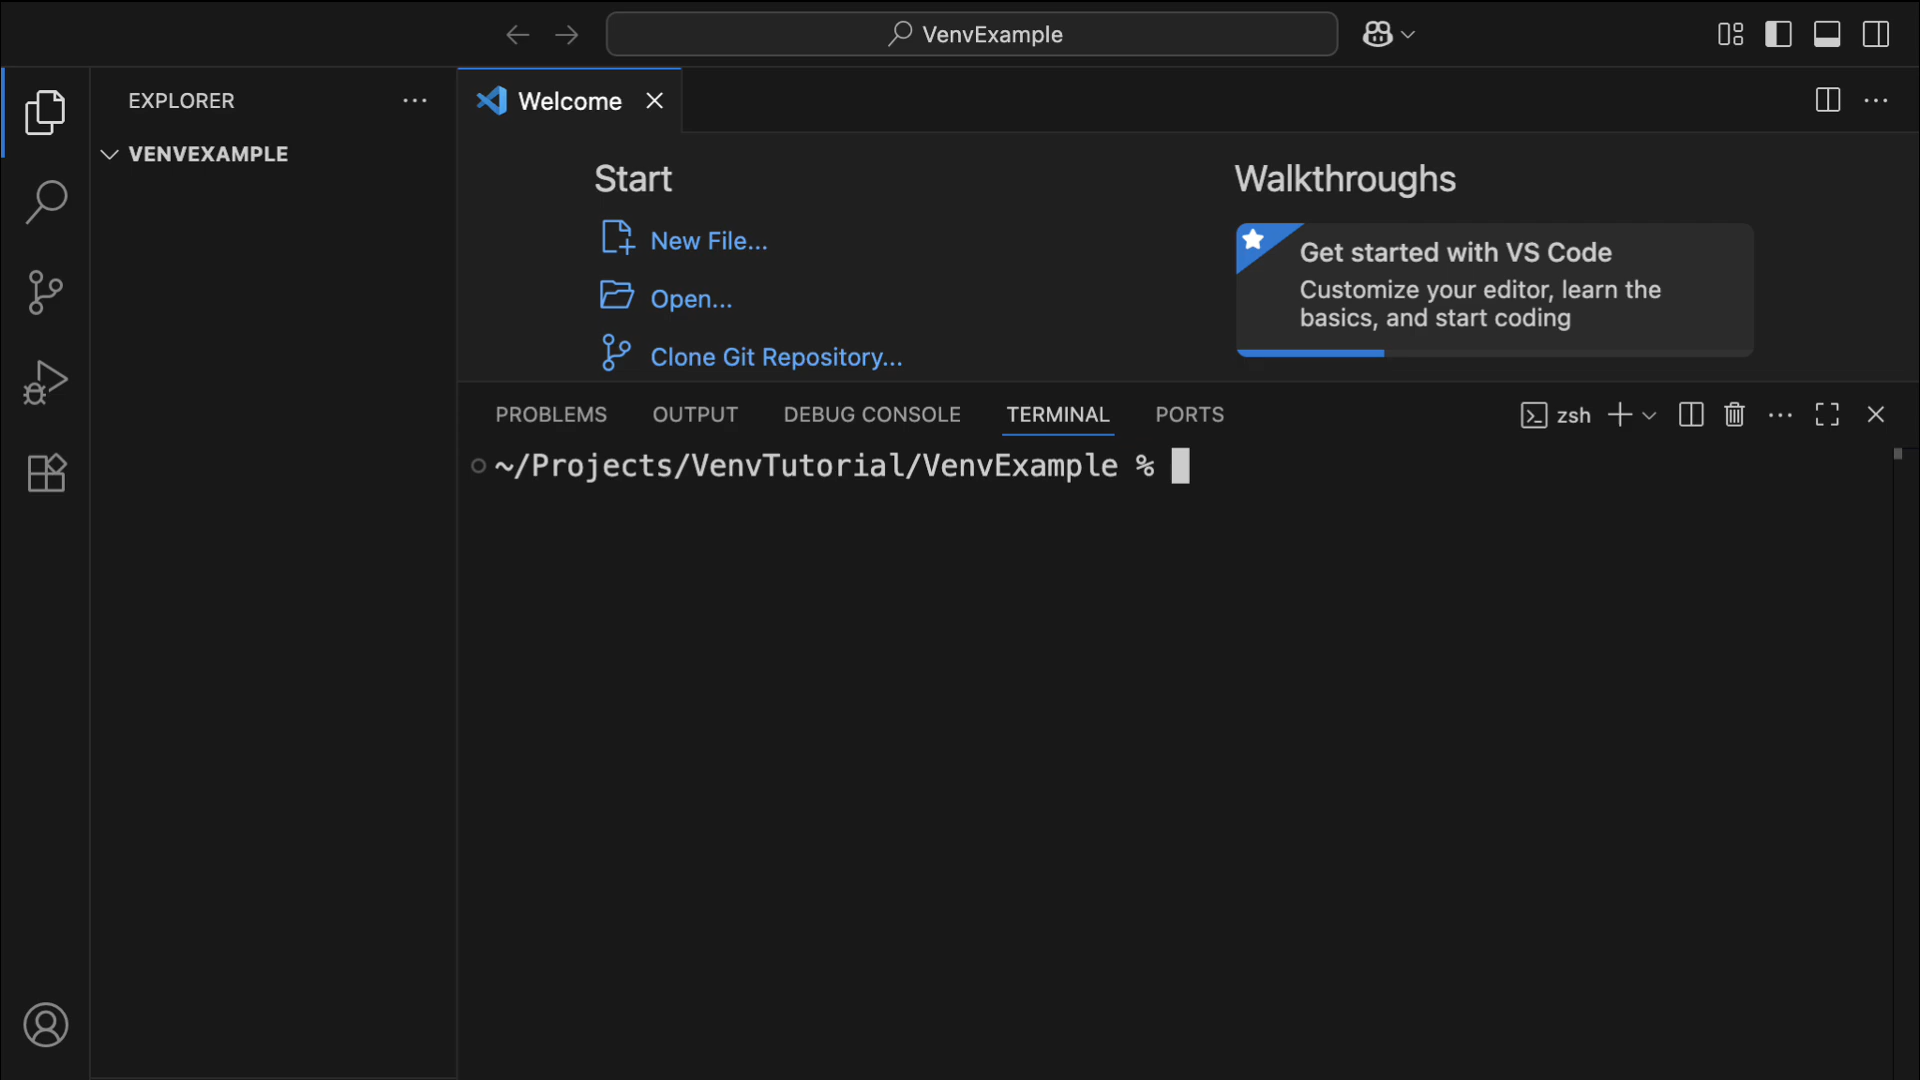 VenvExample
EXPLORER
VENVEXAMPLE
Welcome
Start
New File...
Open...
Clone Git Repository...
Walkthroughs
Get started with VS Code
Customize your editor, learn the
basics, and start coding
PROBLEMS OUTPUT DEBUG CONSOLE TERMINAL PORTS
zsh
~/Projects/VenvTutorial/VenvExample %